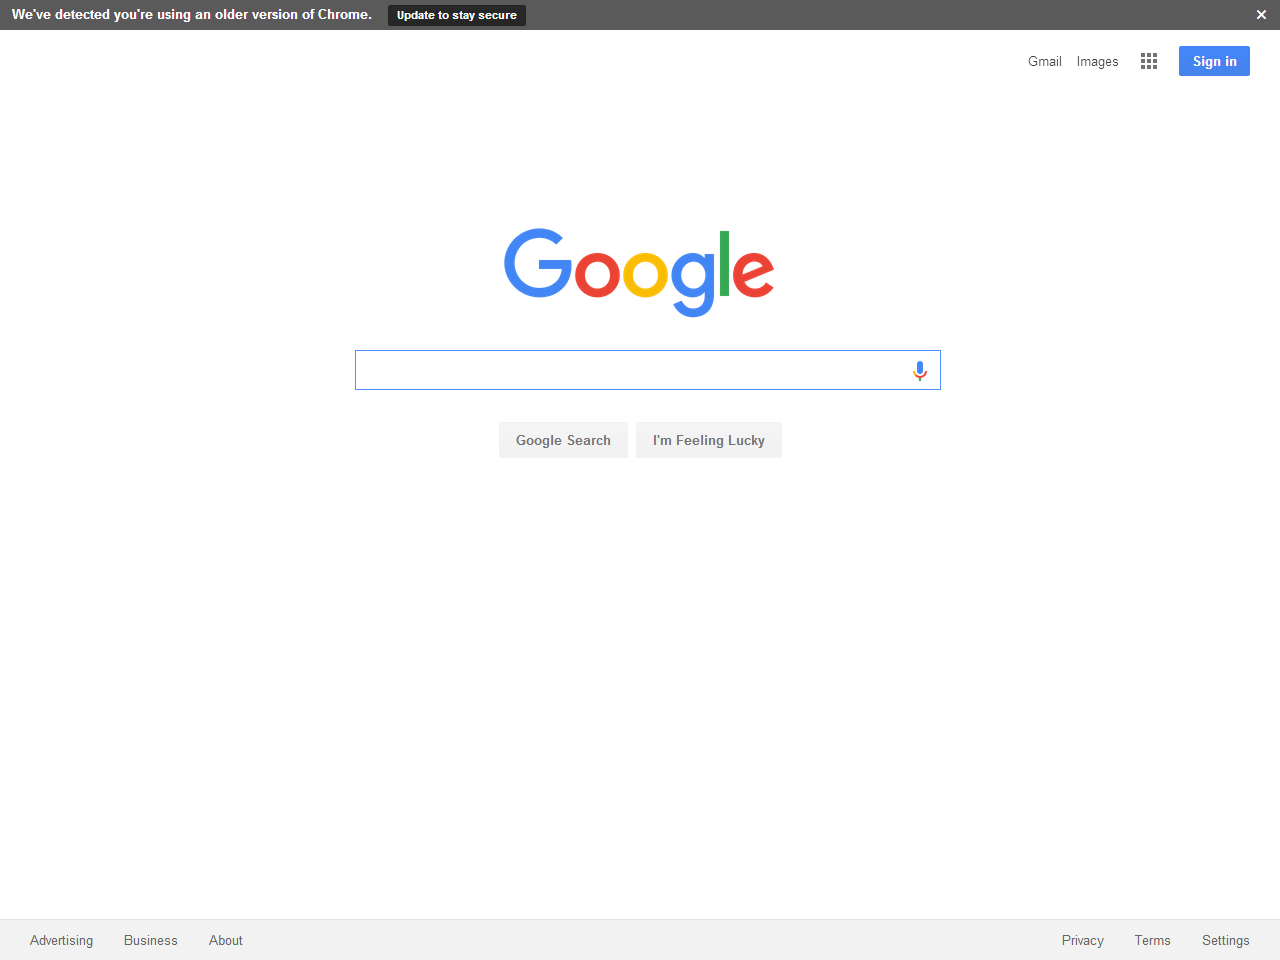 We've detected you're using an older version of Chrome. Update to stay secure
Gmail Images Sign in
Google
Google Search I'm Feeling Lucky
Advertising Business About Privacy Terms Settings